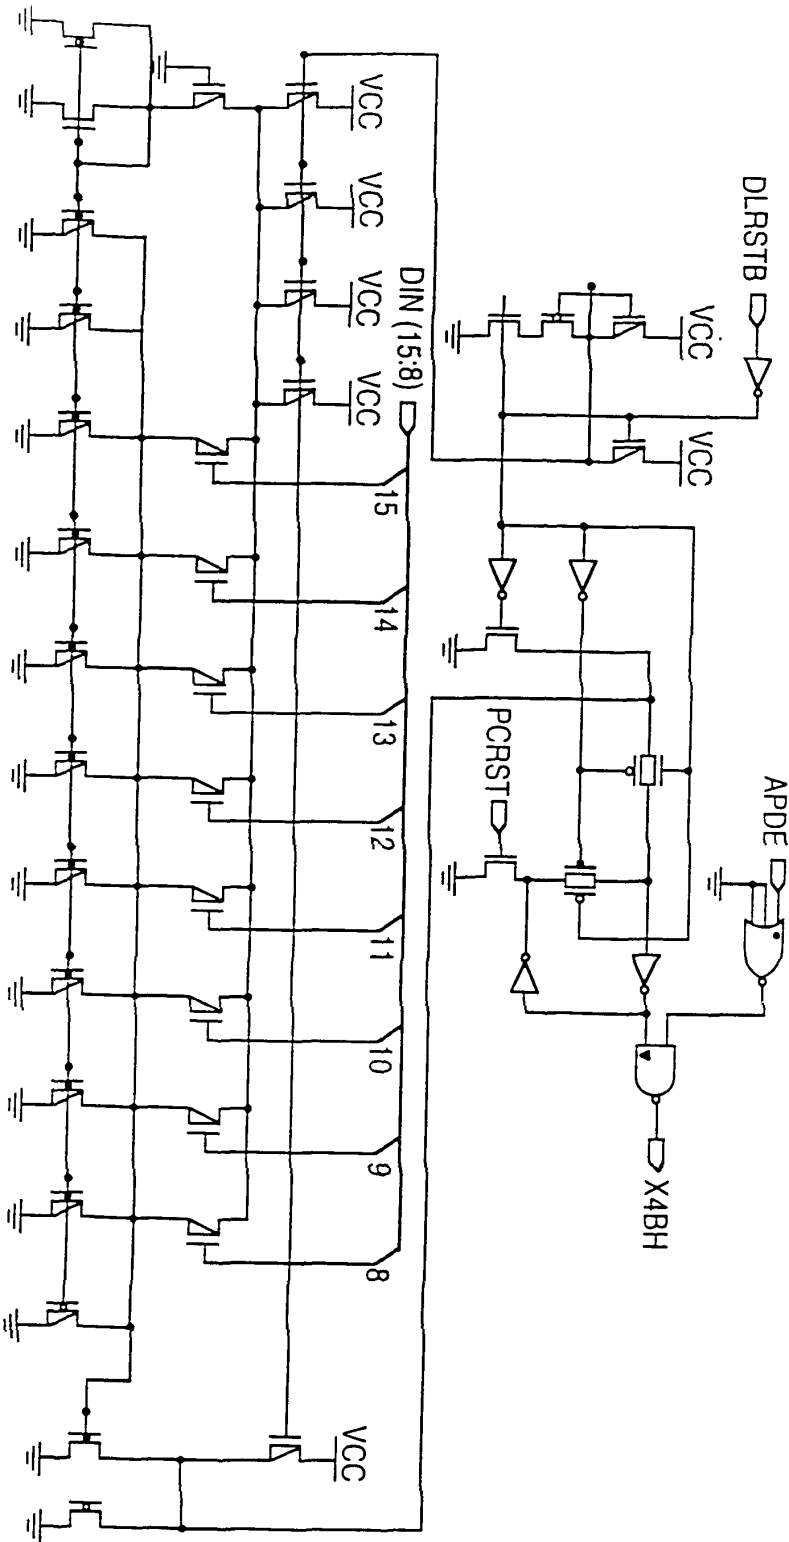 DLRSTB
APDE
VCC
VCC
PCRST
X4BH
VCC
VCC
VCC
VCC
DIN (15:8)
15
14
13
12
11
10
9
8
VCC